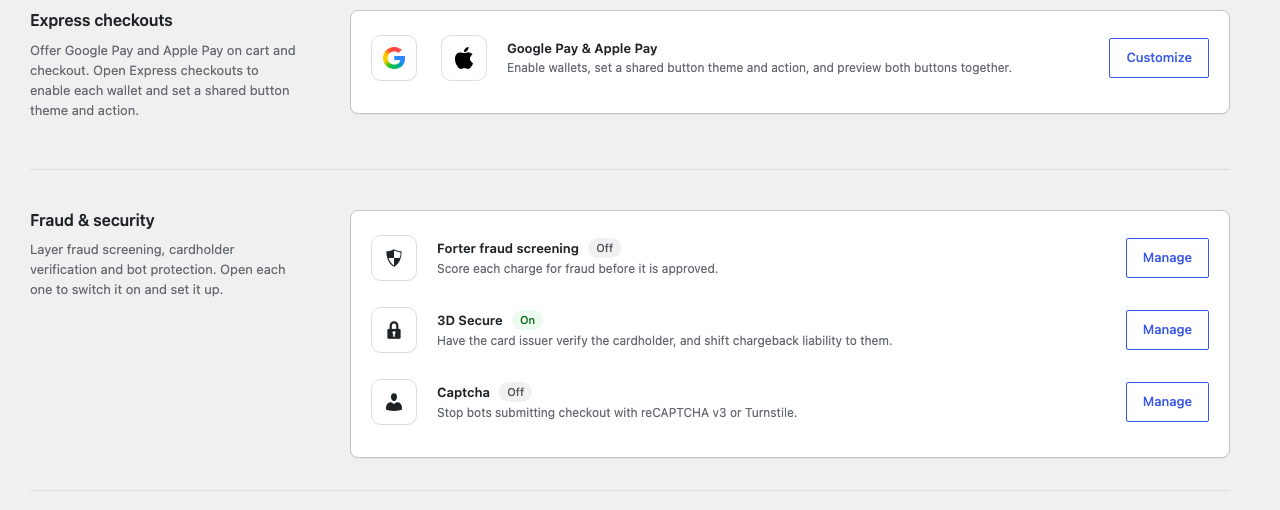 Express checkouts
Offer Google Pay and Apple Pay on cart and
checkout. Open Express checkouts to
enable each wallet and set a shared button
theme and action.
Google Pay & Apple Pay
Enable wallets, set a shared button theme and action, and preview both buttons together.
Customize
Fraud & security
Layer fraud screening, cardholder
verification and bot protection. Open each
one to switch it on and set it up.
Forter fraud screening Off
Score each charge for fraud before it is approved.
Manage
3D Secure On
Have the card issuer verify the cardholder, and shift chargeback liability to them.
Manage
Captcha Off
Stop bots submitting checkout with reCAPTCHA v3 or Turnstile.
Manage